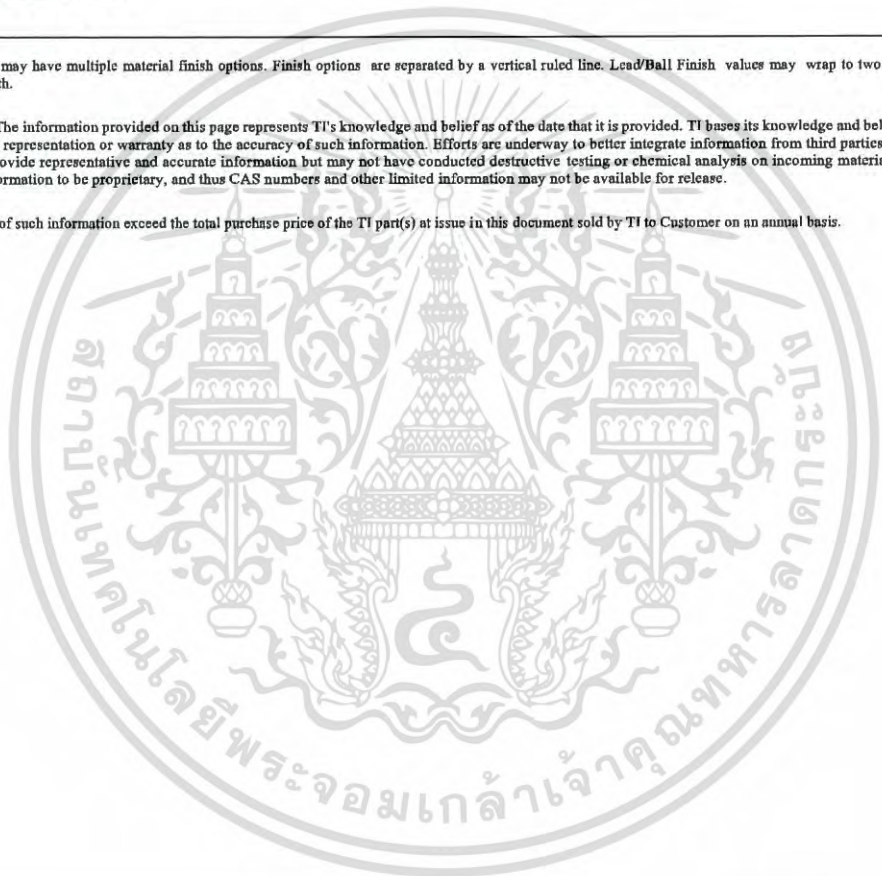 may have multiple material finish options. Finish options are separated by a vertical ruled line. Lead/Ball Finish values may wrap to two
h.
The information provided on this page represents TI's knowledge and belief as of the date that it is provided. TI bases its knowledge and bel
representation or warranty as to the accuracy of such information. Efforts are underway to better integrate information from third parties
ovide representative and accurate information but may not have conducted destructive testing or chemical analysis on incoming materia
ormation to be proprietary, and thus CAS numbers and other limited information may not be available for release.
of such information exceed the total purchase price of the TI part(s) at issue in this document sold by TI to Customer on an annual basis.
สถาบันเทคโนโลยีพระจอมเกล้าเจ้าคุณทหารลาดกระบัง